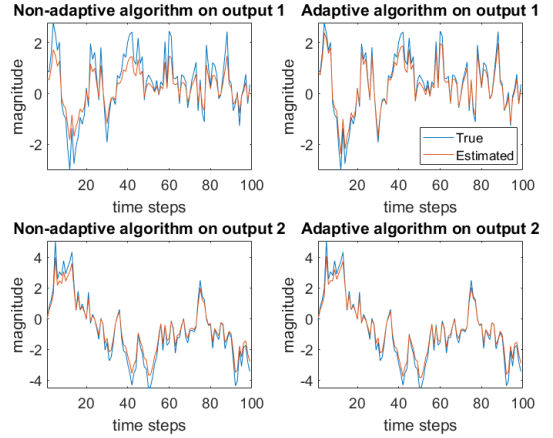 Non-adaptive algorithm on output 1
2
0
-2
magnitude
20 40 60 80 100
time steps
Adaptive algorithm on output 1
2
0
-2
magnitude
True
Estimated
20 40 60 80 100
time steps
Non-adaptive algorithm on output 2
4
2
0
-2
-4
magnitude
20 40 60 80 100
time steps
Adaptive algorithm on output 2
4
2
0
-2
-4
magnitude
20 40 60 80 100
time steps